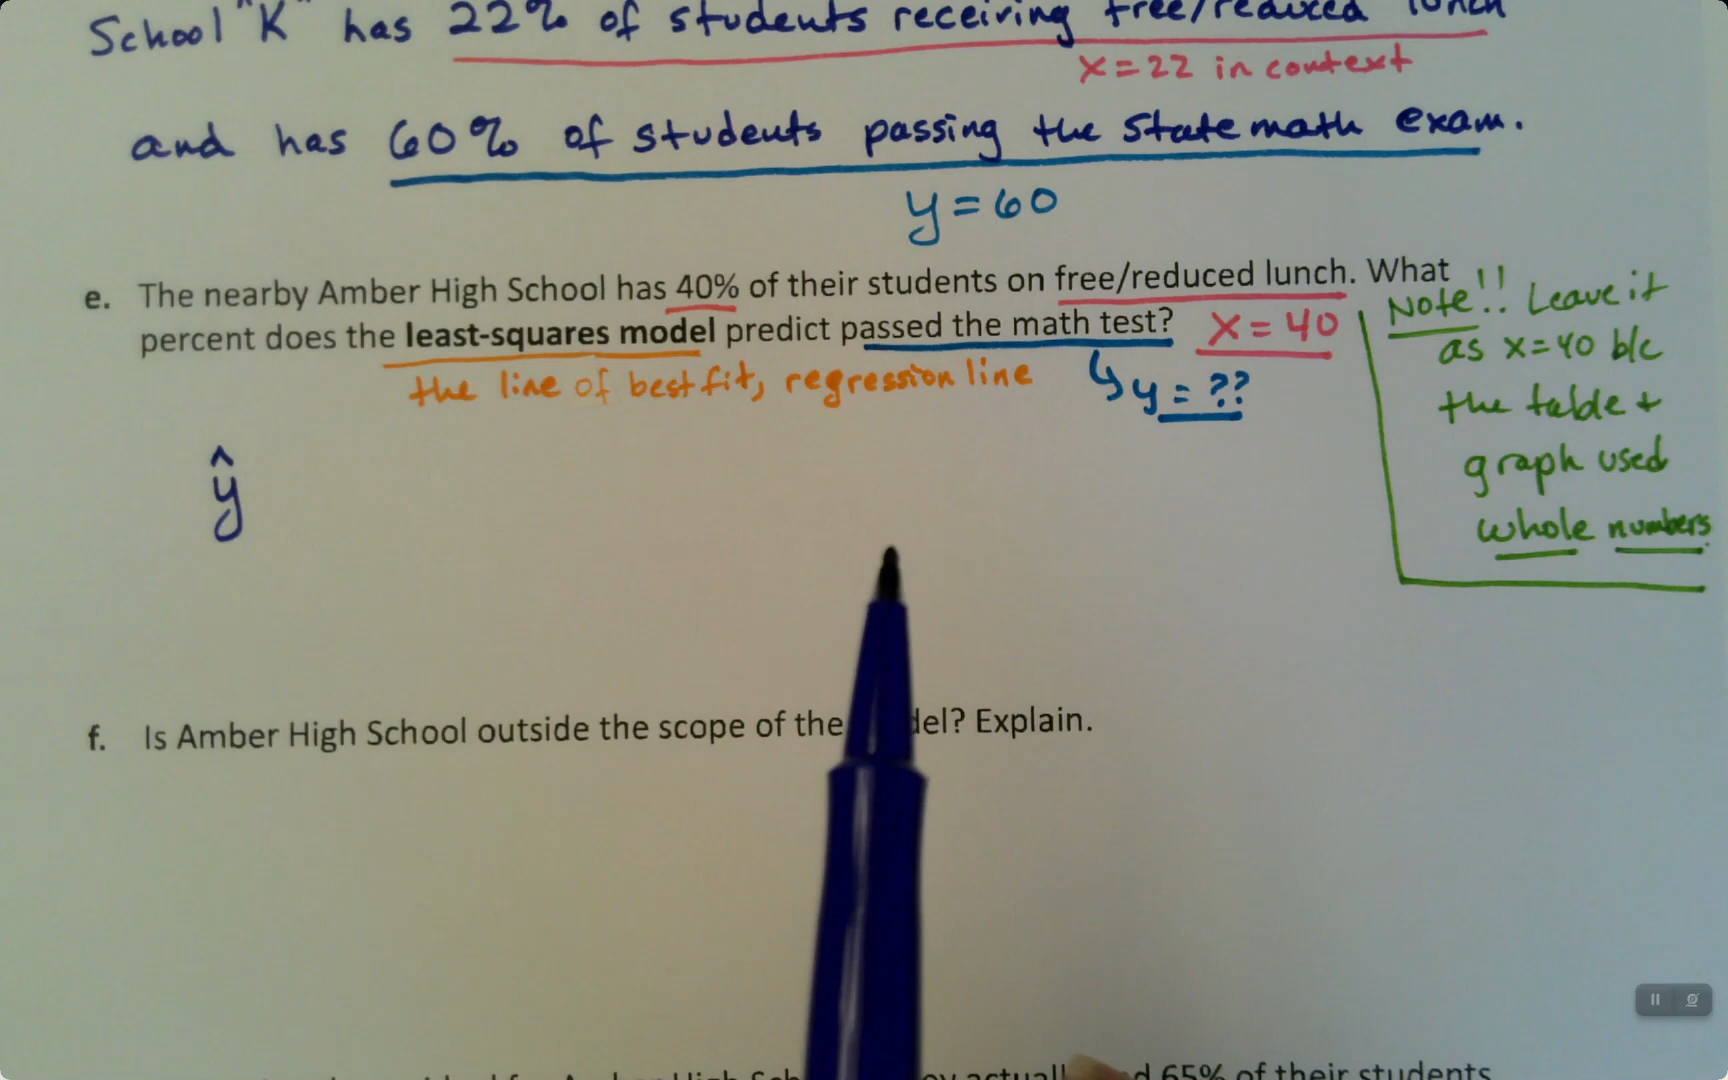 School "K" has 22% of students receiving free/reduced lunch
x=22 in context
and has 60% of students passing the state math exam.
y=60
e. The nearby Amber High School has 40% of their students on free/reduced lunch. What
percent does the least-squares model predict passed the math test? x=40
the line of best fit, regression line
↳ y = ??
Note!! Leave it
as x=40 b/c
the table +
graph used
whole numbers.
ŷ
f. Is Amber High School outside the scope of the del? Explain.
65% of their students